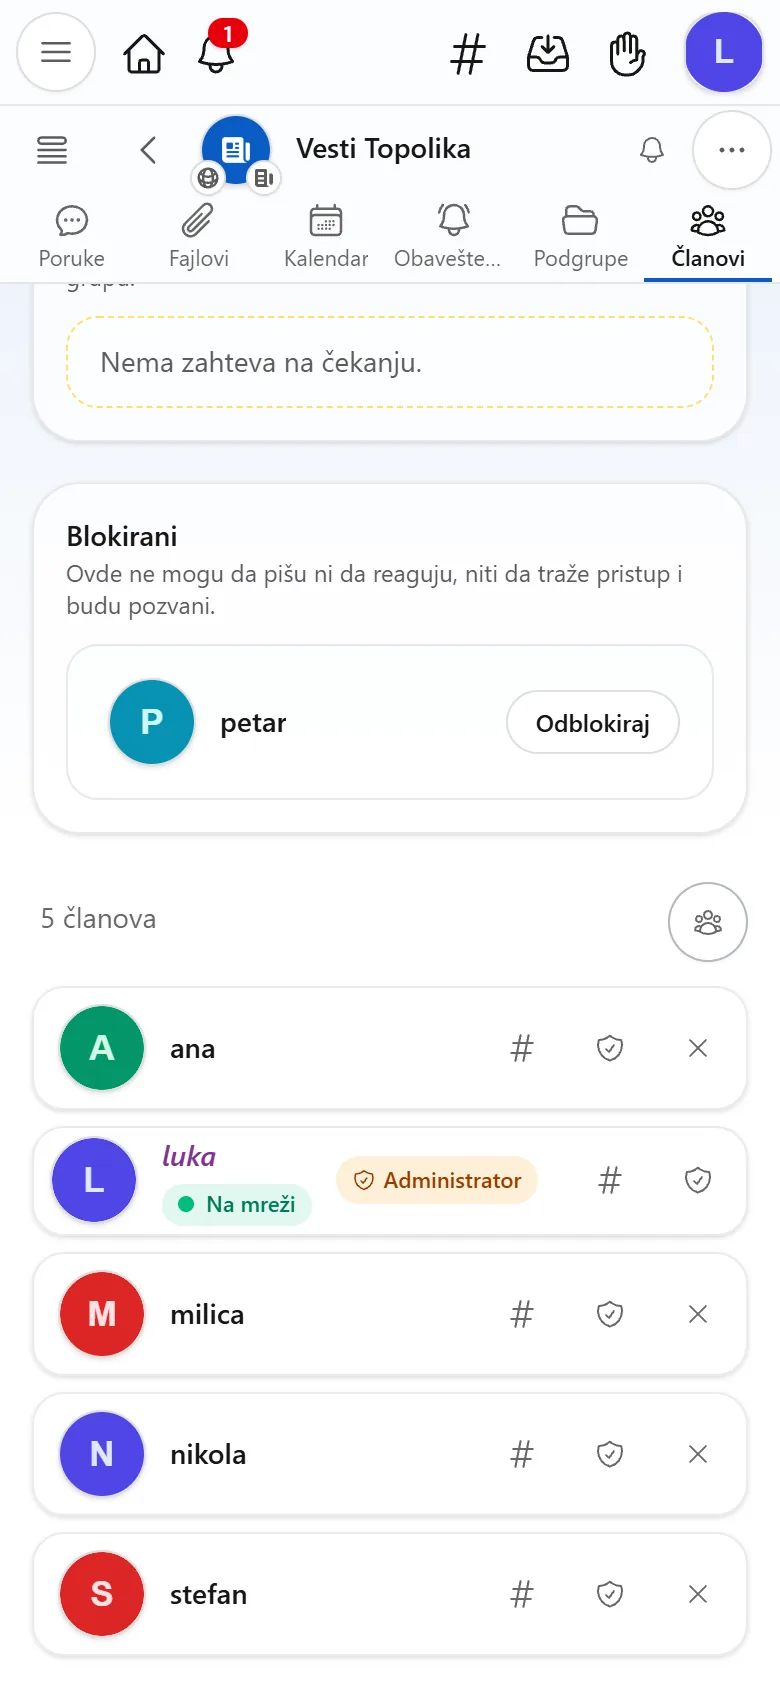 1
L
Vesti Topolika
Poruke
Fajlovi
Kalendar
Obavešte...
Podgrupe
Članovi
grupu.
Nema zahteva na čekanju.
Blokirani
Ovde ne mogu da pišu ni da reaguju, niti da traže pristup i
budu pozvani.
P
petar
Odblokiraj
5 članova
A
ana
L
luka
Na mreži
Administrator
M
milica
N
nikola
S
stefan